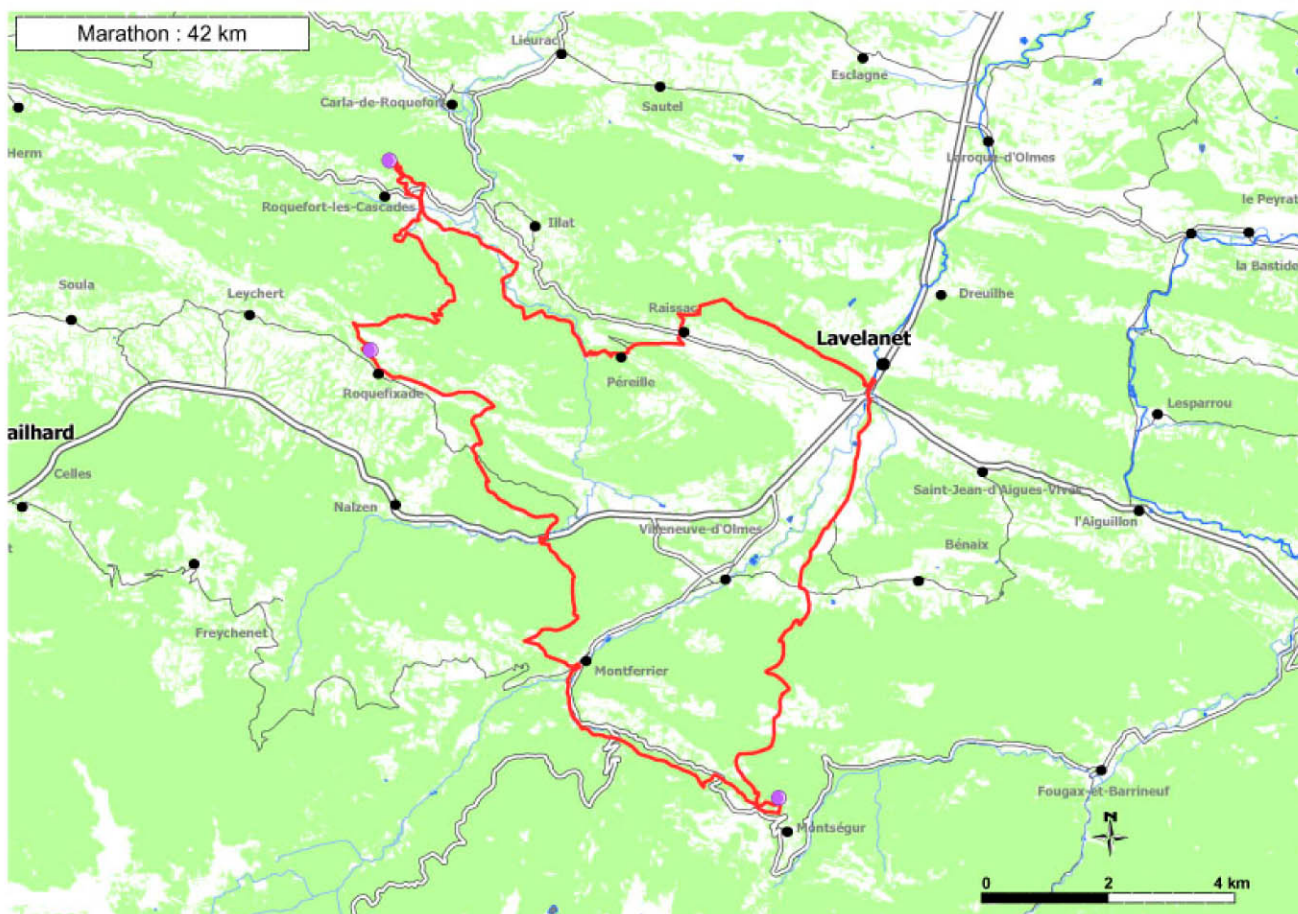 Marathon : 42 km
Lieurac
Esclagne
Carla-de-Roquefort
Sautel
Herm
Laroque-d'Olmes
Roquefort-les-Cascades
le Peyrat
Illat
la Bastide
Soula
Leychert
Raissac
Dreuilhe
Lavelanet
Péreille
Roquefixade
Lesparrou
ailhard
Celles
Saint-Jean-d'Aigues-Vives
Nalzen
Villeneuve-d'Olmes
l'Aiguillon
Bénaix
Freychenet
Montferrier
Fougax-et-Barrineuf
N
Montségur
0 2 4 km